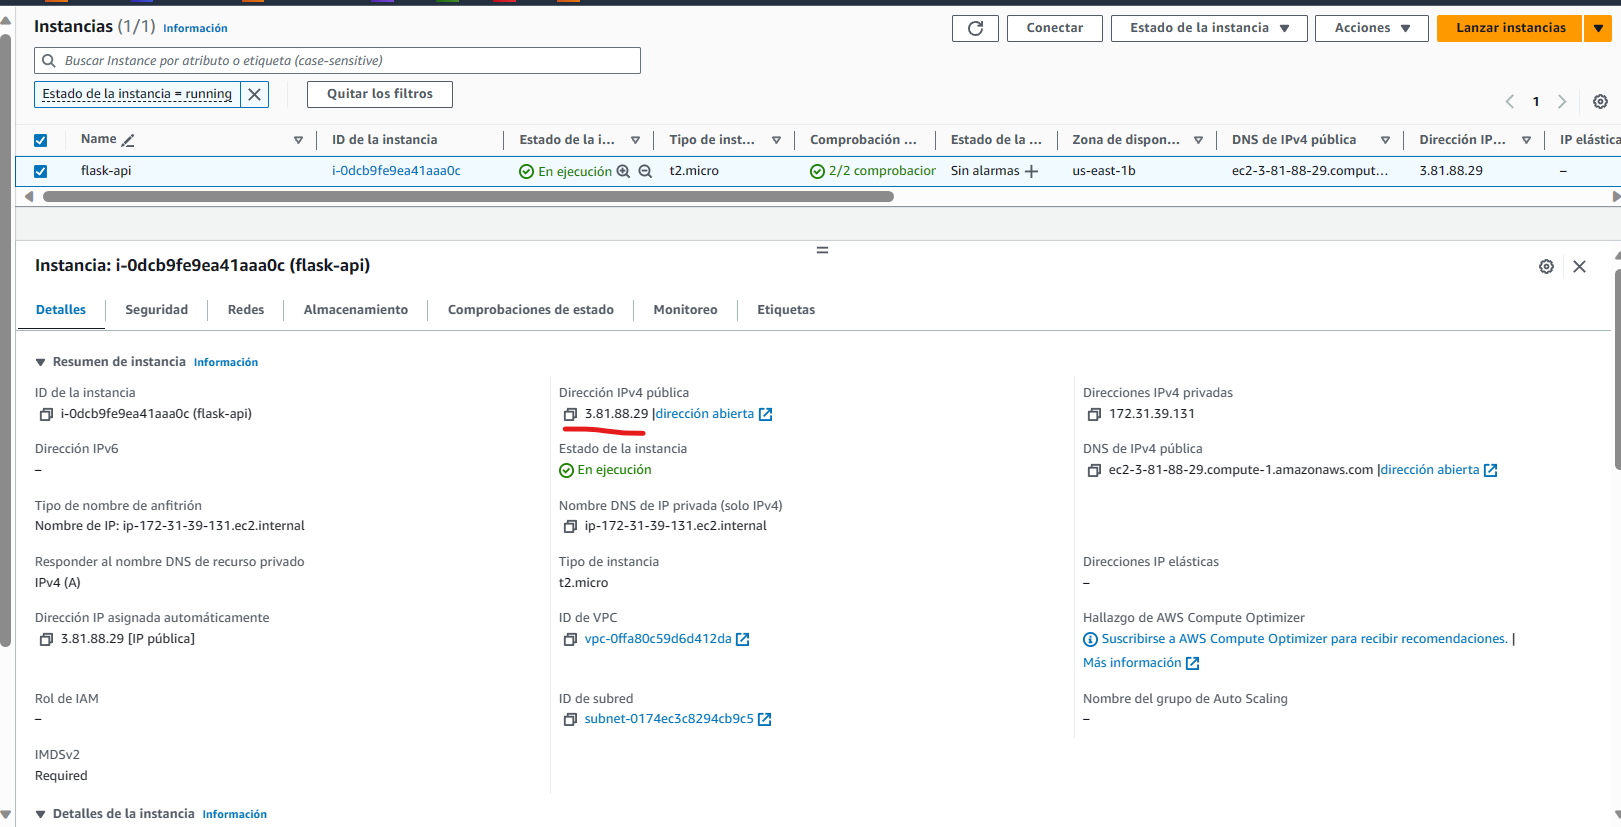 Instancias (1/1) Información
Conectar
Estado de la instancia
Acciones
Lanzar instancias
Buscar Instance por atributo o etiqueta (case-sensitive)
Estado de la instancia = running
Quitar los filtros
1
Name ID de la instancia Estado de la i... Tipo de inst... Comprobación ... Estado de la ... Zona de dispon... DNS de IPv4 pública Dirección IP... IP elástica
flask-api i-0dcb9fe9ea41aaa0c En ejecución t2.micro 2/2 comprobacior Sin alarmas us-east-1b ec2-3-81-88-29.comput... 3.81.88.29 –
Instancia: i-0dcb9fe9ea41aaa0c (flask-api)
Detalles Seguridad Redes Almacenamiento Comprobaciones de estado Monitoreo Etiquetas
Resumen de instancia Información
ID de la instancia
i-0dcb9fe9ea41aaa0c (flask-api)
Dirección IPv4 pública
3.81.88.29 |dirección abierta
Direcciones IPv4 privadas
172.31.39.131
Dirección IPv6
–
Estado de la instancia
En ejecución
DNS de IPv4 pública
ec2-3-81-88-29.compute-1.amazonaws.com |dirección abierta
Tipo de nombre de anfitrión
Nombre de IP: ip-172-31-39-131.ec2.internal
Nombre DNS de IP privada (solo IPv4)
ip-172-31-39-131.ec2.internal
Responder al nombre DNS de recurso privado
IPv4 (A)
Tipo de instancia
t2.micro
Direcciones IP elásticas
–
Dirección IP asignada automáticamente
3.81.88.29 [IP pública]
ID de VPC
vpc-0ffa80c59d6d412da
Hallazgo de AWS Compute Optimizer
Suscribirse a AWS Compute Optimizer para recibir recomendaciones. |
Más información
Rol de IAM
–
ID de subred
subnet-0174ec3c8294cb9c5
Nombre del grupo de Auto Scaling
–
IMDSv2
Required
Detalles de la instancia Información